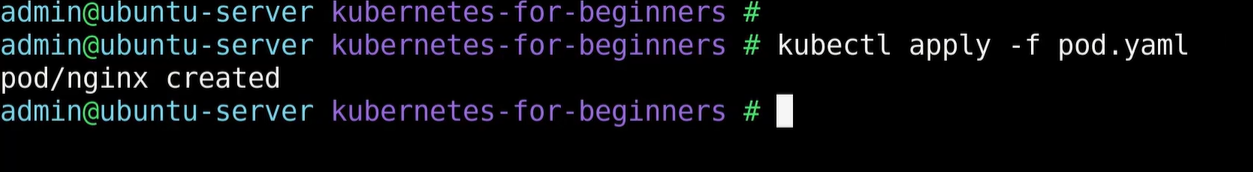 admin@ubuntu-server kubernetes-for-beginners #
admin@ubuntu-server kubernetes-for-beginners # kubectl apply -f pod.yaml
pod/nginx created
admin@ubuntu-server kubernetes-for-beginners #